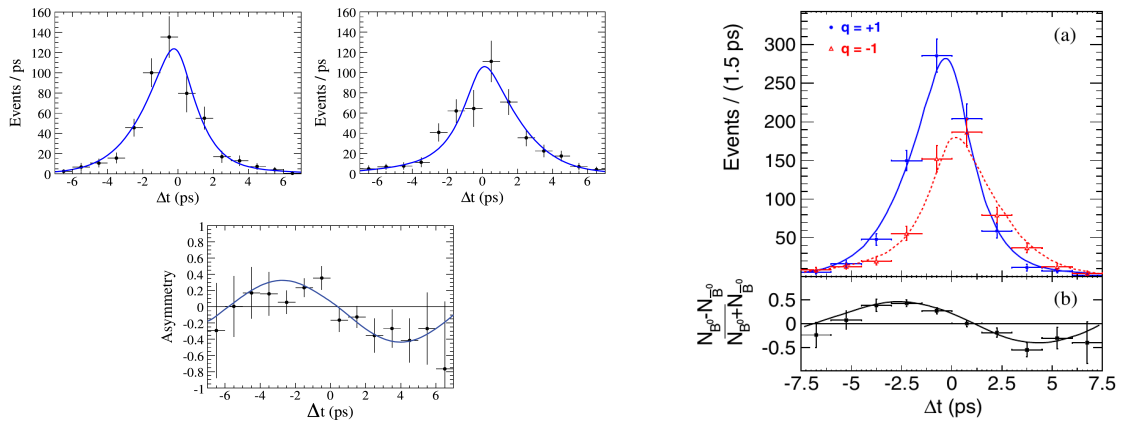 160
140
120
100
80
60
40
20
0
Events / ps
-6 -4 -2 0 2 4 6
Δt (ps)
160
140
120
100
80
60
40
20
0
Events / ps
-6 -4 -2 0 2 4 6
Δt (ps)
1
0.8
0.6
0.4
0.2
0
-0.2
-0.4
-0.6
-0.8
-1
Asymmetry
-6 -4 -2 0 2 4 6
Δt (ps)
q = +1
q = -1
(a)
300
250
200
150
100
50
Events / (1.5 ps)
(b)
0.5
0
-0.5
N_B⁰-N_B̅⁰
N_B⁰+N_B̅⁰
-7.5 -5 -2.5 0 2.5 5 7.5
Δt (ps)